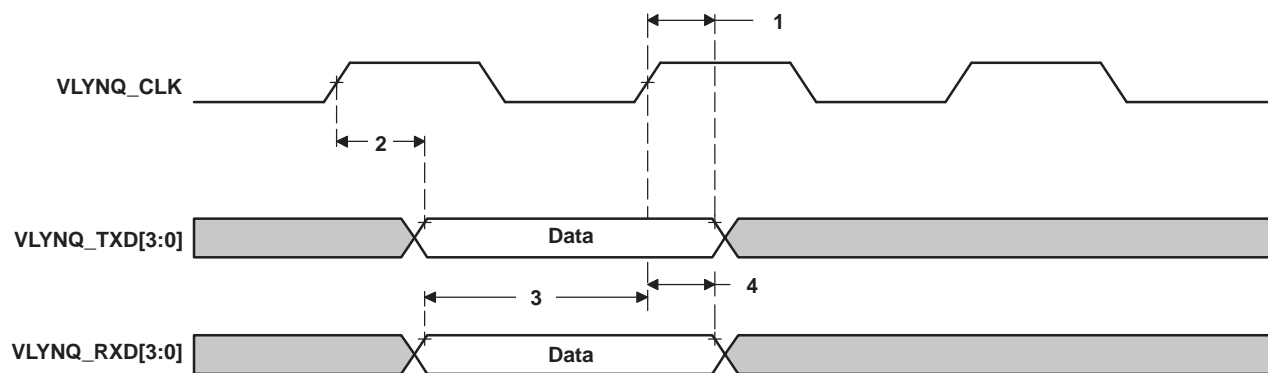 1
VLYNQ_CLK
2
VLYNQ_TXD[3:0]
Data
3
4
VLYNQ_RXD[3:0]
Data